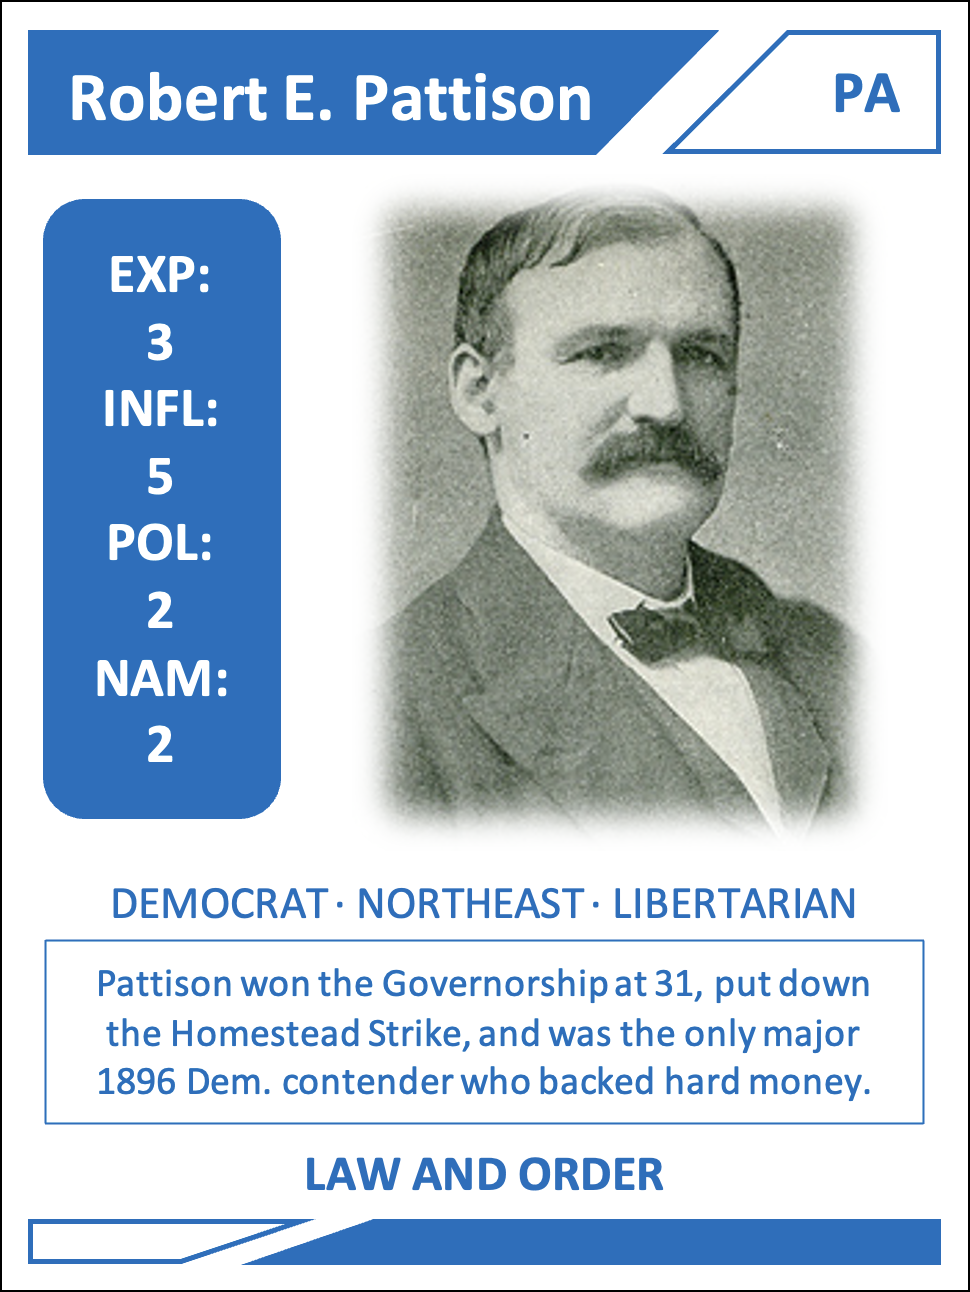 Robert E. Pattison
PA
EXP:
3
INFL:
5
POL:
2
NAM:
2
DEMOCRAT · NORTHEAST · LIBERTARIAN
Pattison won the Governorship at 31, put down
the Homestead Strike, and was the only major
1896 Dem. contender who backed hard money.
LAW AND ORDER